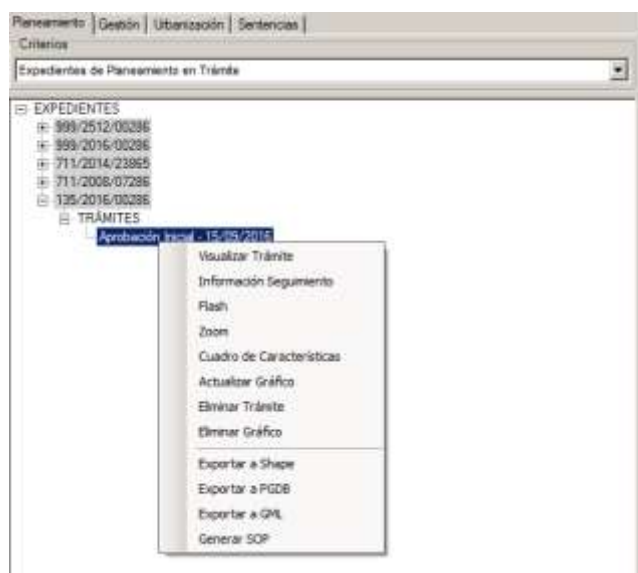 Planeamiento Gestión Urbanización Sentencias
Criterios
Expedientes de Planeamiento en Trámite
EXPEDIENTES
999/2512/00286
999/2016/00286
711/2014/23865
711/2008/07286
135/2016/00286
TRÁMITES
Aprobación Inicial - 15/09/2016
Visualizar Trámite
Información Seguimiento
Flash
Zoom
Cuadro de Características
Actualizar Gráfico
Eliminar Trámite
Eliminar Gráfico
Exportar a Shape
Exportar a PGDB
Exportar a GML
Generar SOP